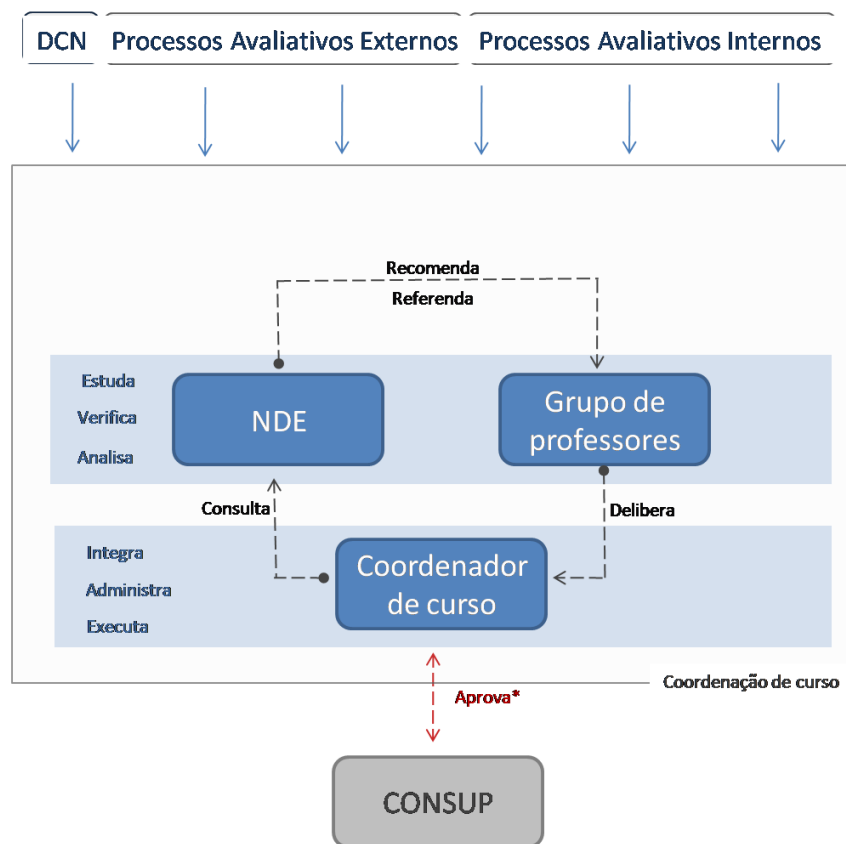 DCN Processos Avaliativos Externos Processos Avaliativos Internos
Recomenda
Referenda
Estuda
Verifica
Analisa
NDE
Grupo de
professores
Consulta
Delibera
Integra
Administra
Executa
Coordenador
de curso
Coordenação de curso
Aprova*
CONSUP